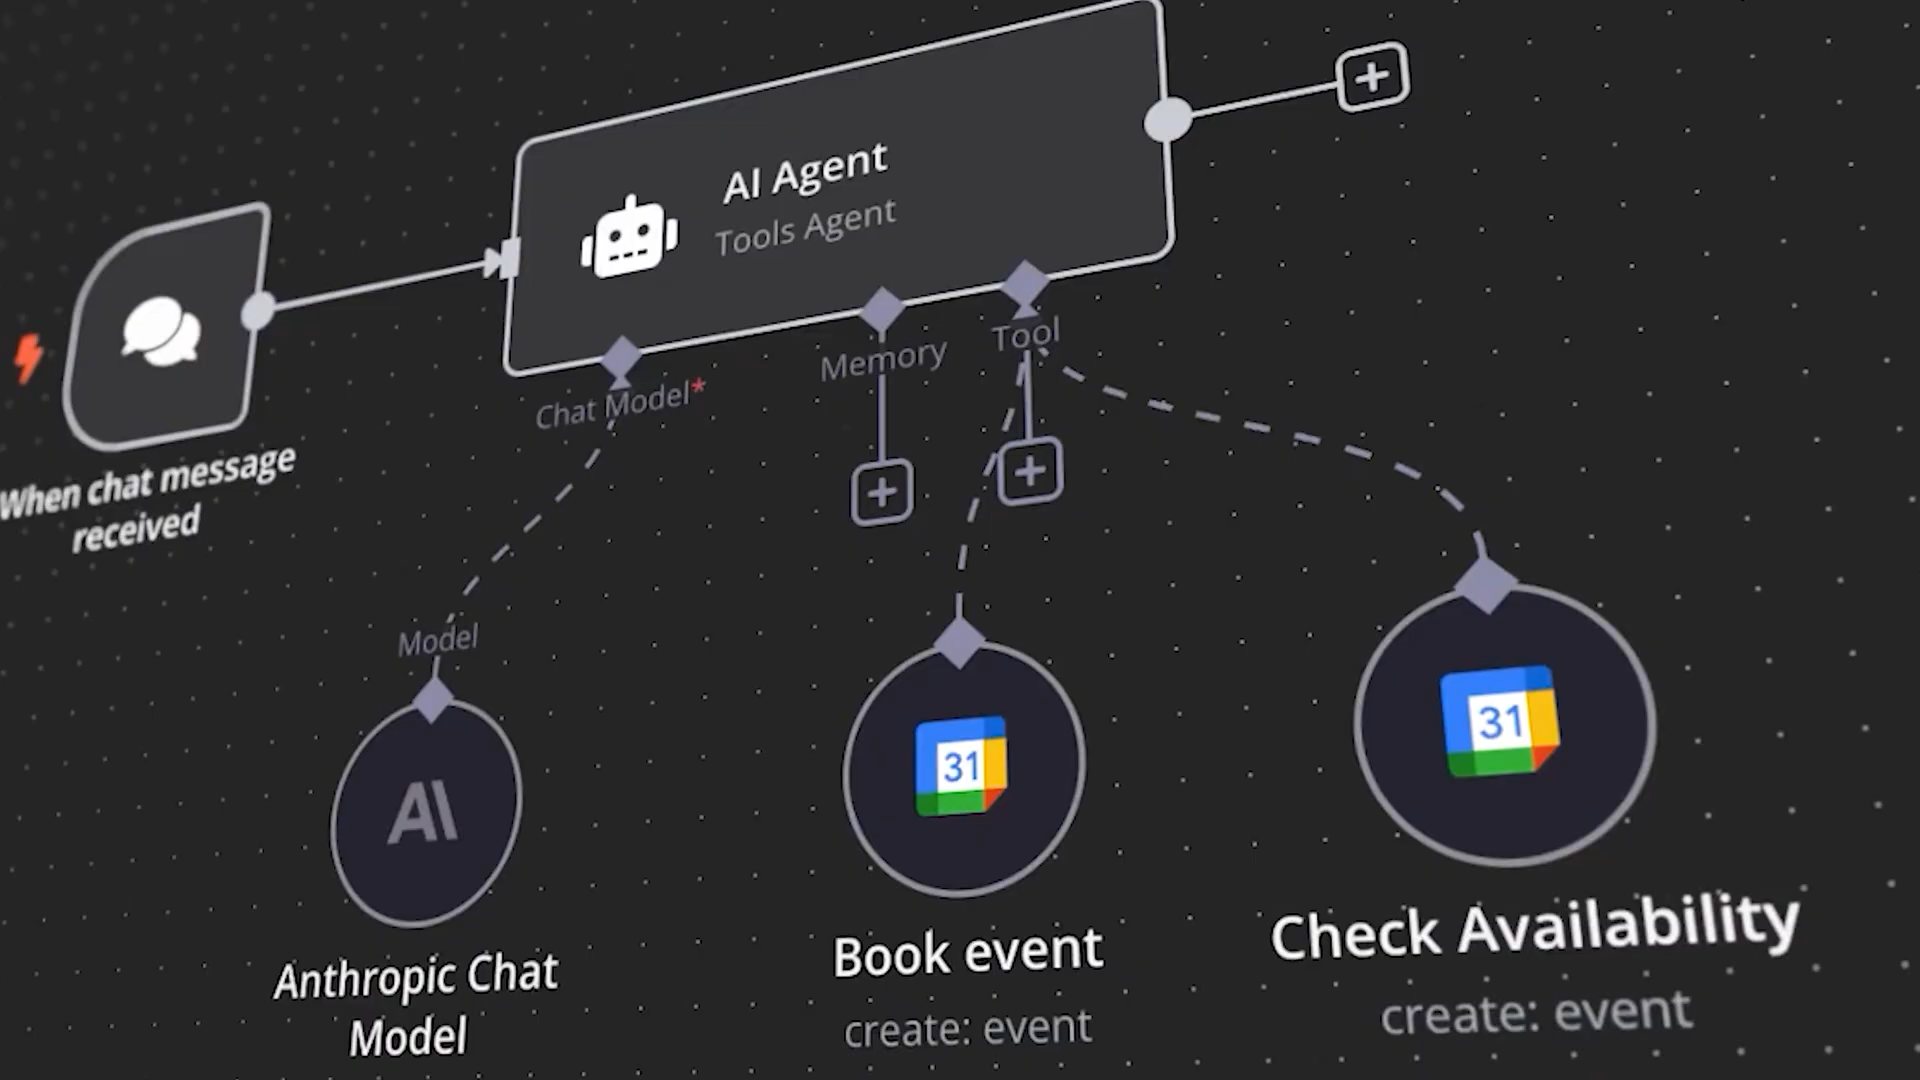 AI Agent
Tools Agent
When chat message
received
Chat Model*
Memory
Tool
Model
AI
31
31
Anthropic Chat
Model
Book event
create: event
Check Availability
create: event